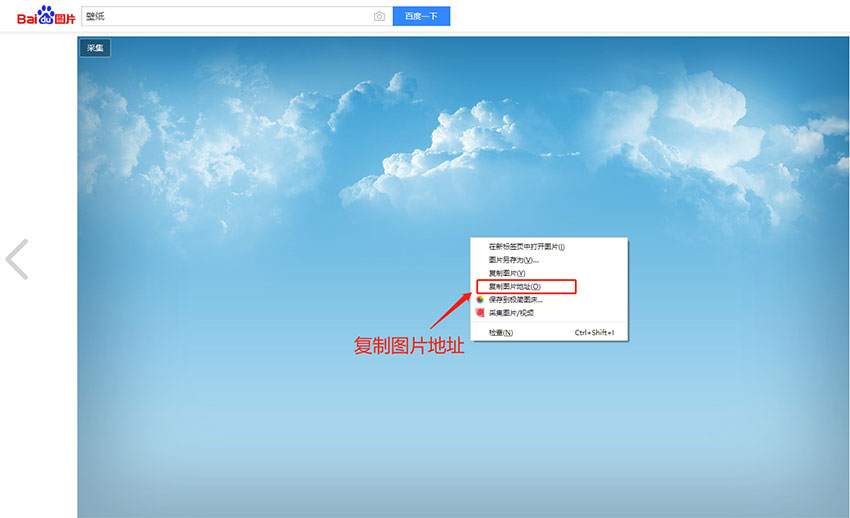 Bai du 图片
壁纸
百度一下
采集
在新标签页中打开图片(I)
图片另存为(V)...
复制图片(Y)
复制图片地址(O)
保存到极简图床...
采集图片/视频
检查(N) Ctrl+Shift+I
复制图片地址